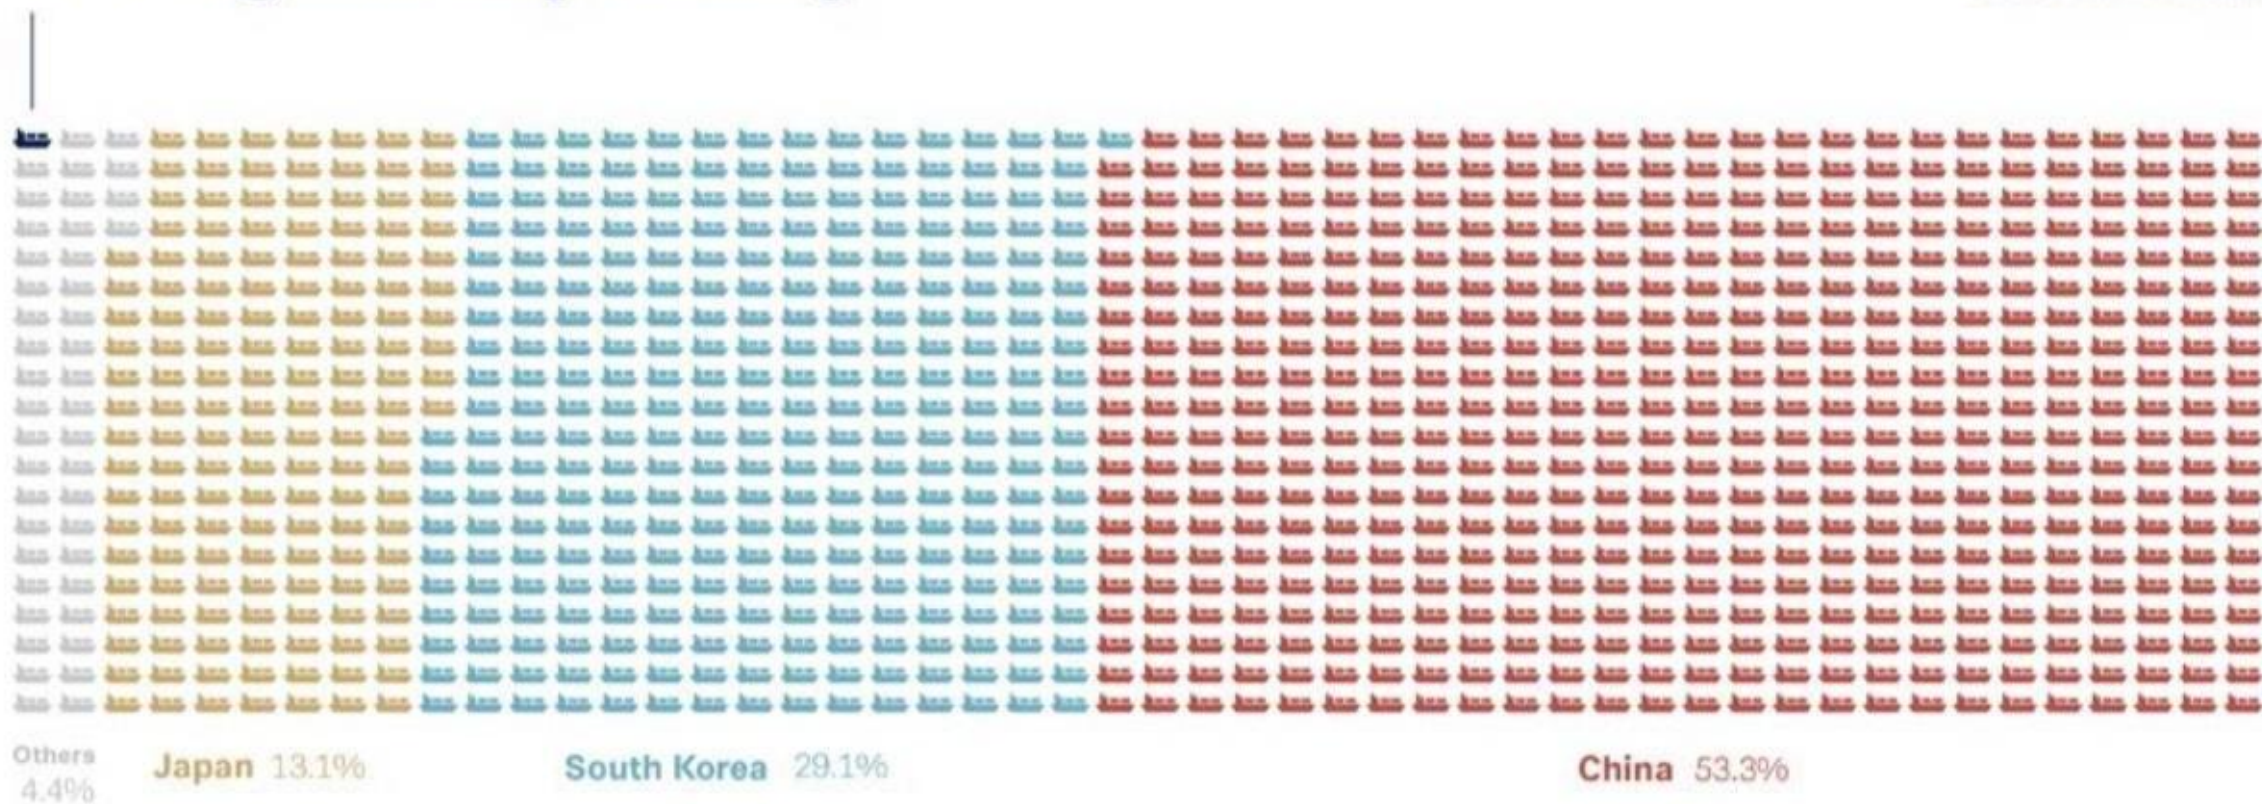 Others
4.4%
Japan 13.1%
South Korea 29.1%
China 53.3%